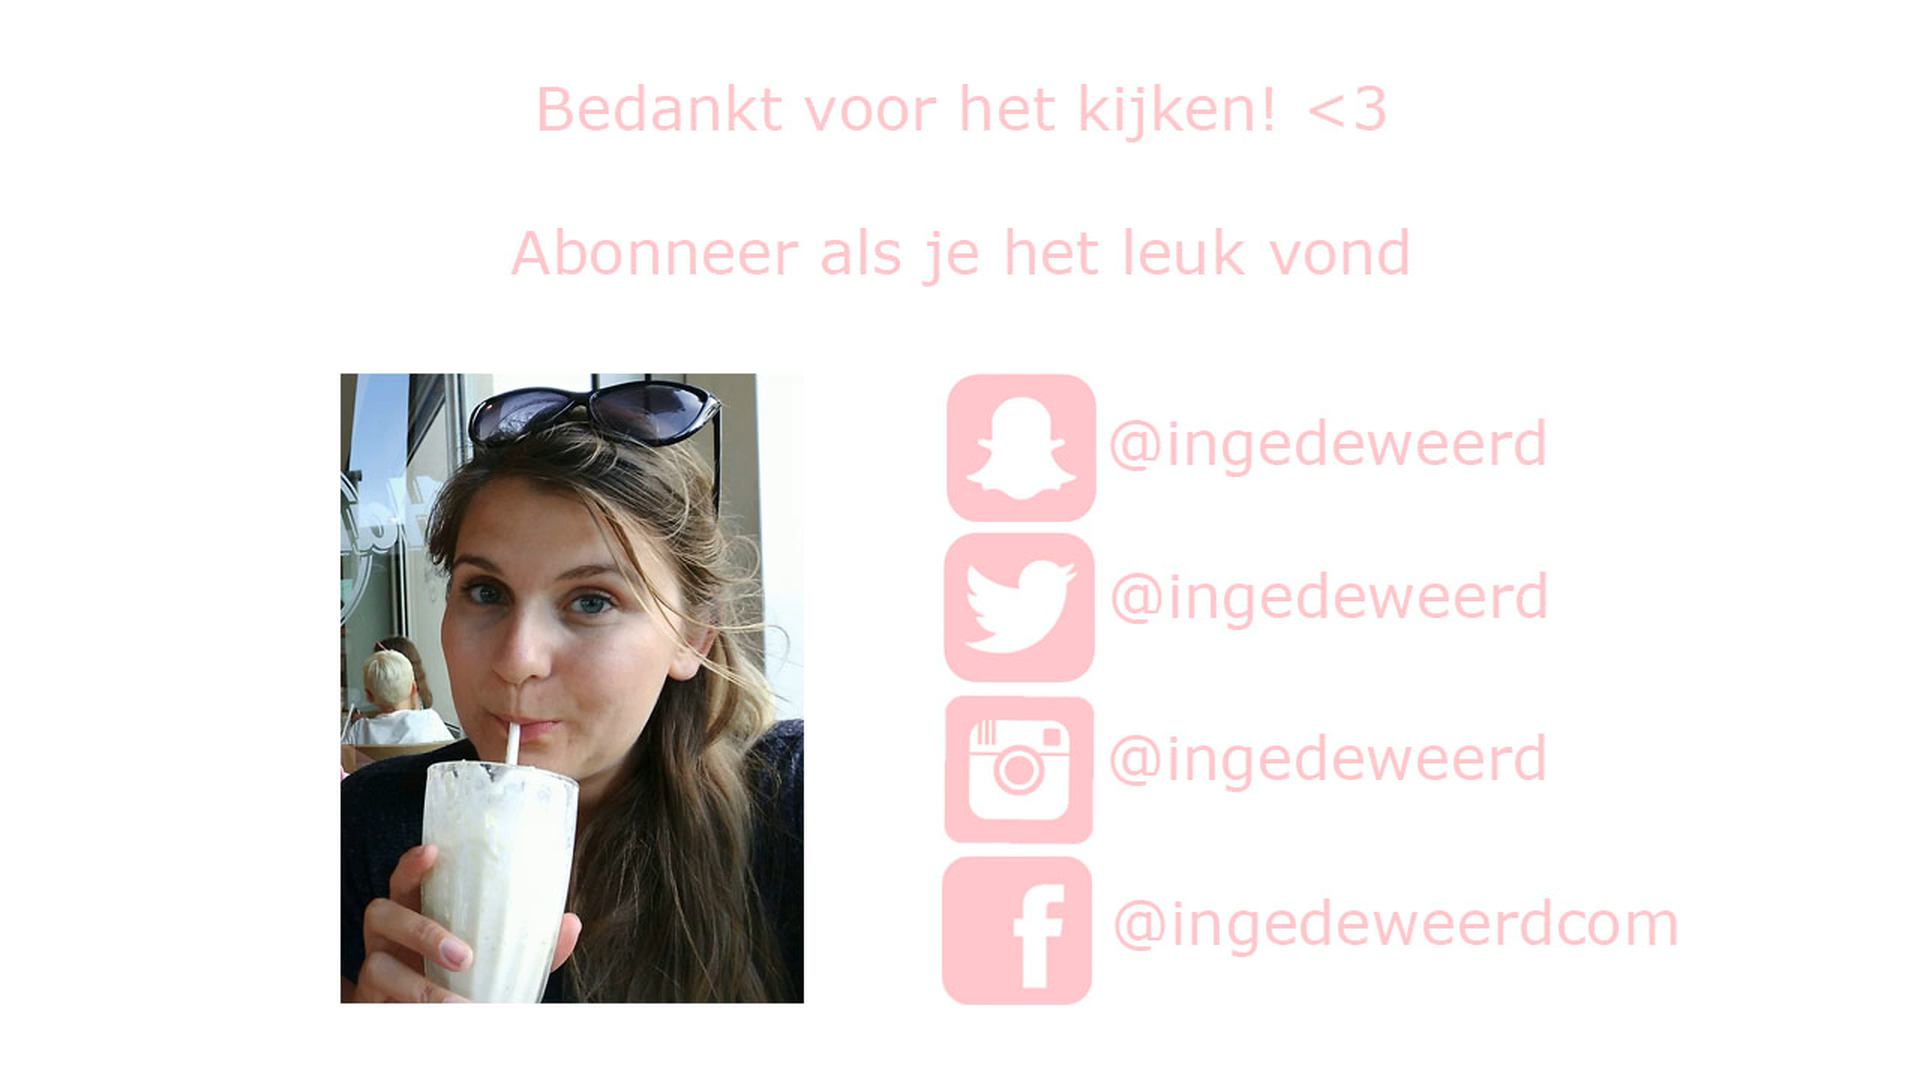 Bedankt voor het kijken! <3
Abonneer als je het leuk vond
@ingedeweerd
@ingedeweerd
@ingedeweerd
@ingedeweerdcom